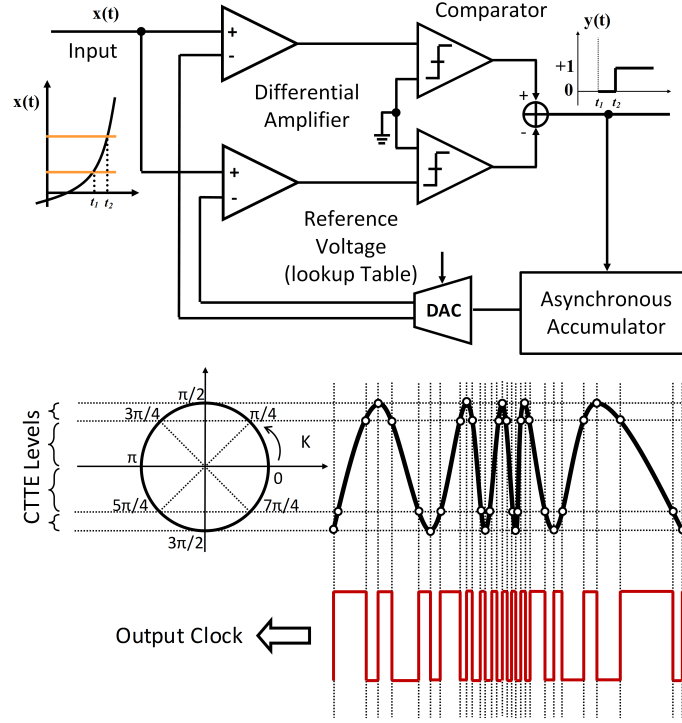 x(t)
Input
+
-
Comparator
Differential
Amplifier
+
-
+
-
y(t)
+1
0
t1 t2
x(t)
t1 t2
Reference
Voltage
(lookup Table)
DAC
Asynchronous
Accumulator
CTTE Levels
π/2
3π/4
π/4
K
π
0
5π/4
7π/4
3π/2
Output Clock